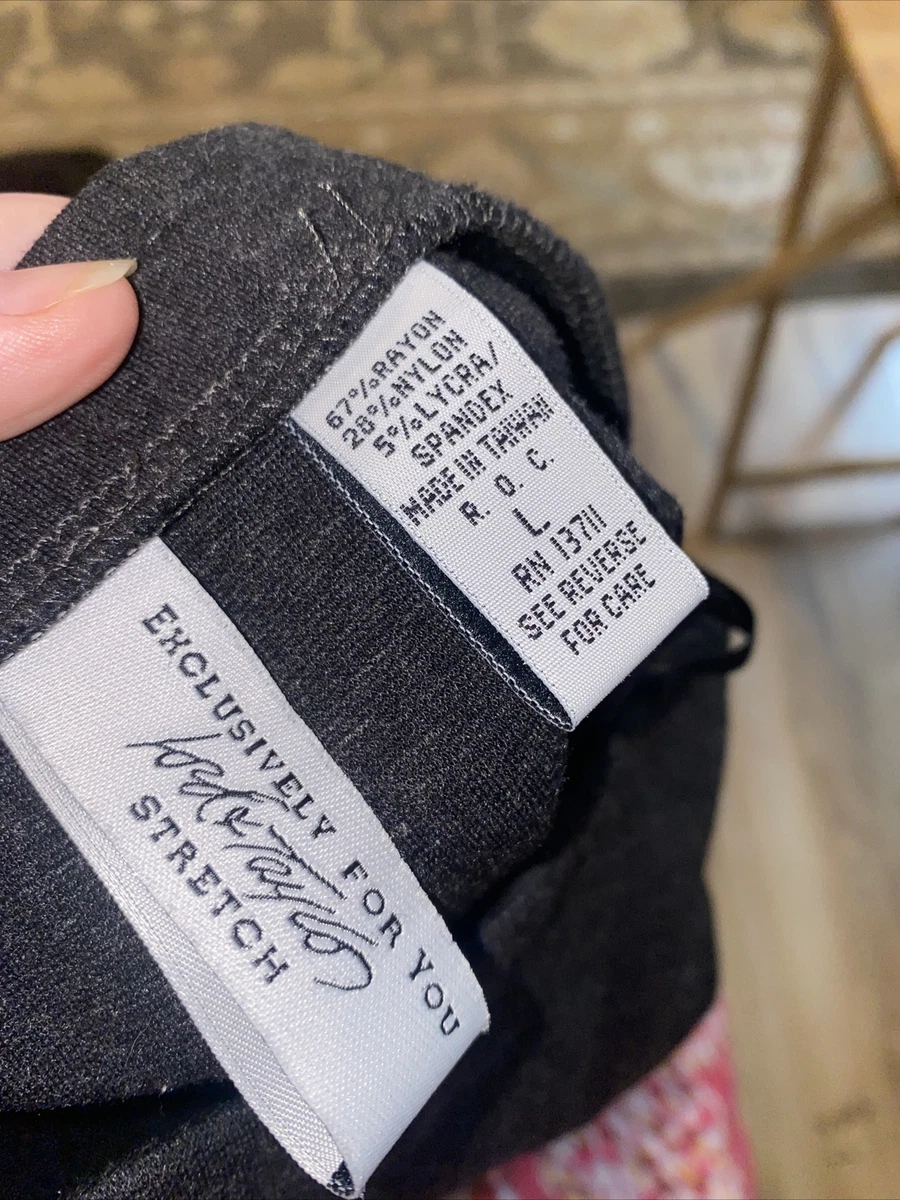 67%RAYON
28%NYLON
5%LYCRA/
SPANDEX
MADE IN TAIWAN
R. O. C.
L
RN 13711
SEE REVERSE
FOR CARE
EXCLUSIVELY FOR YOU
Lord & Taylor
STRETCH